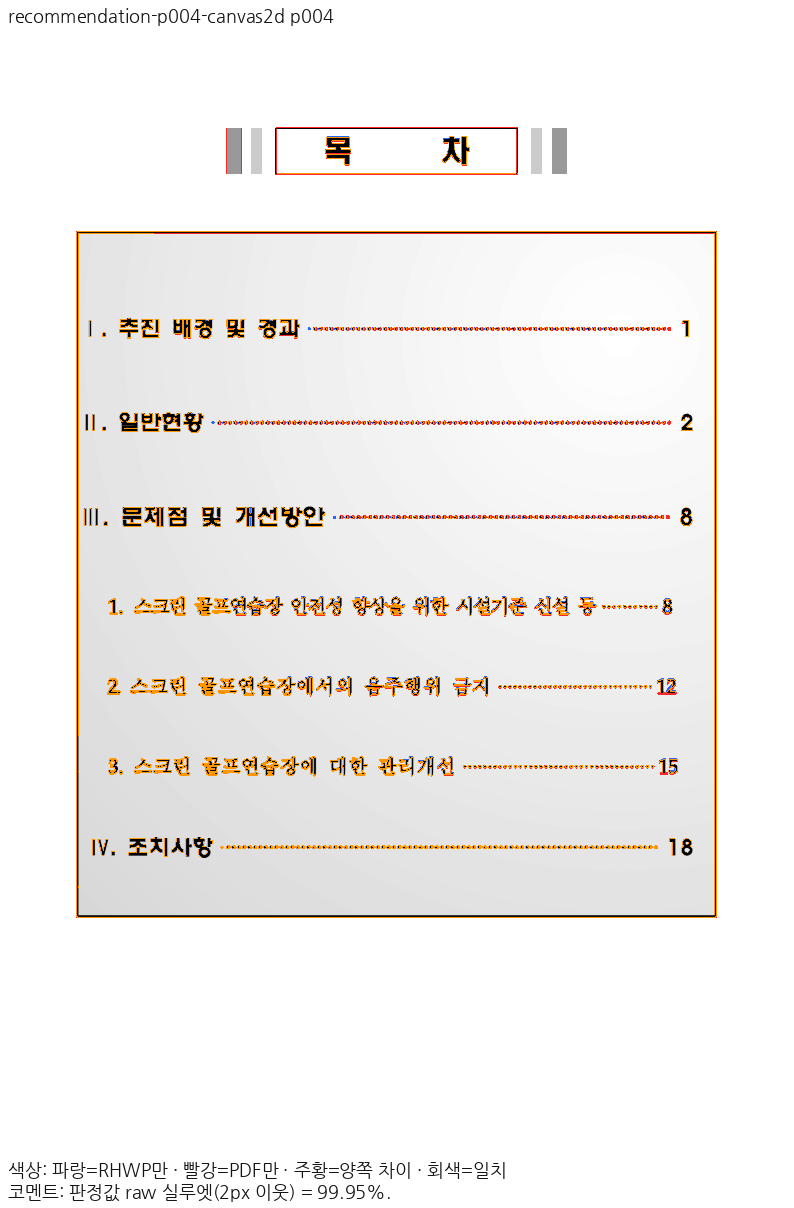 recommendation-p004-canvas2d p004
목 차
Ⅰ. 추진 배경 및 경과 ············ 1
Ⅱ. 일반현황 ············ 2
Ⅲ. 문제점 및 개선방안 ············ 8
1. 스크린 골프연습장 안전성 향상을 위한 시설기준 신설 등 ········· 8
2. 스크린 골프연습장에서의 음주행위 금지 ············ 12
3. 스크린 골프연습장에 대한 관리개선 ············ 15
Ⅳ. 조치사항 ············ 18
색상: 파랑=RHWP만 · 빨강=PDF만 · 주황=양쪽 차이 · 회색=일치
코멘트: 판정값 raw 실루엣(2px 이웃) = 99.95%.